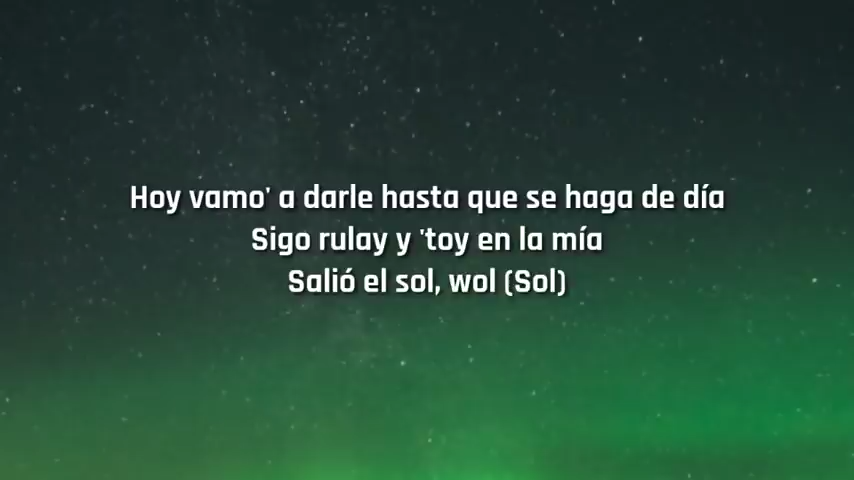 Hoy vamo' a darle hasta que se haga de día
Sigo rulay y 'toy en la mía
Salió el sol, wol (Sol)